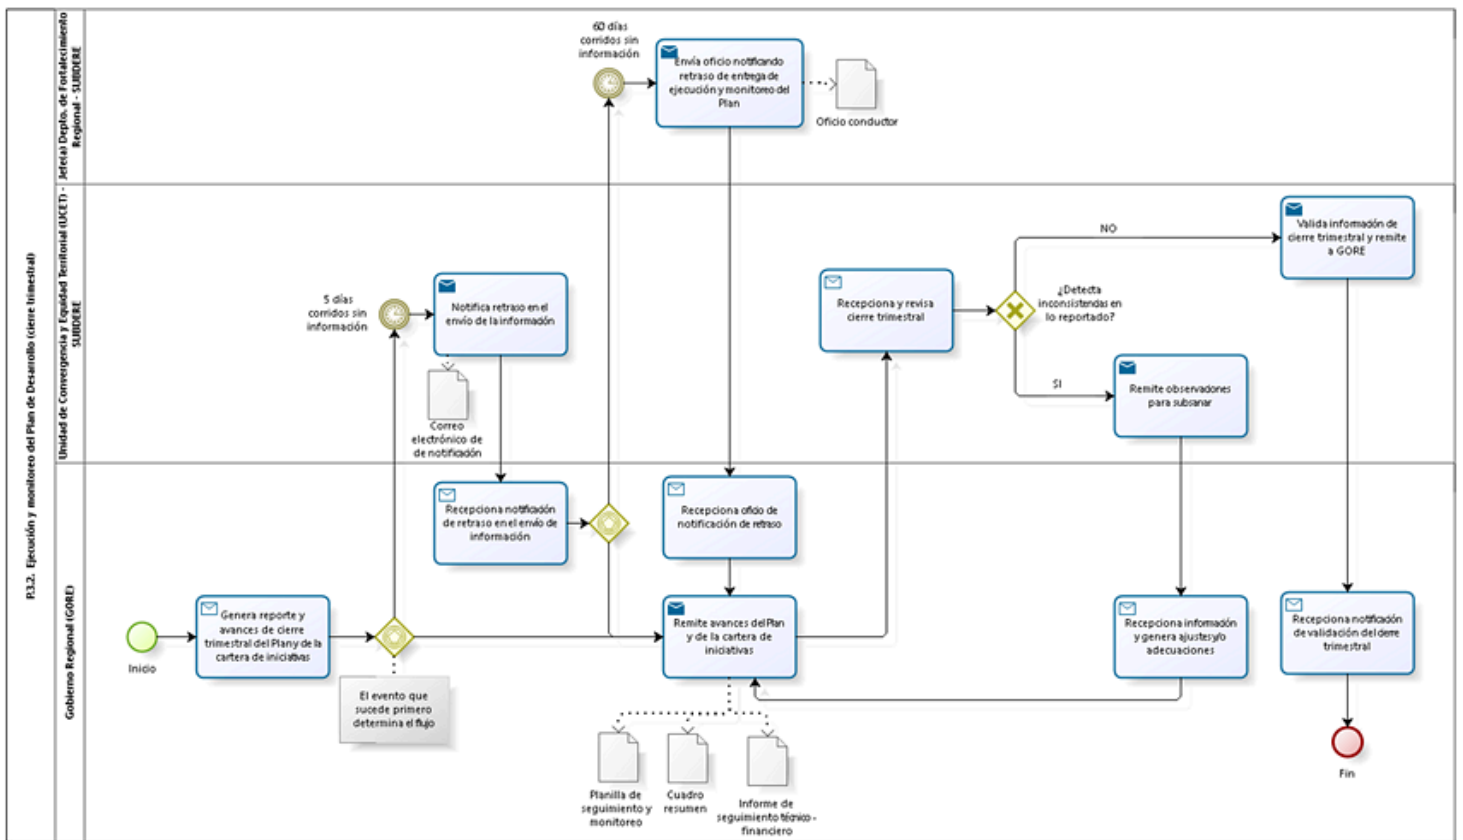 P.3.2. Ejecución y monitoreo del Plan de Desarrollo (cierre trimestral)
Jefe(a) Depto. de Fortalecimiento
Regional - SUBDERE
60 días
corridos sin
información
Envía oficio notificando
retraso de entrega de
ejecución y monitoreo del
Plan
Oficio conductor
Unidad de Convergencia y Equidad Territorial (UCET) -
SUBDERE
5 días
corridos sin
información
Notifica retraso en el
envío de la información
Correo
electrónico de
notificación
Recepciona y revisa
cierre trimestral
¿Detecta
inconsistencias en
lo reportado?
NO
SI
Valida información de
cierre trimestral y remite
a GORE
Remite observaciones
para subsanar
Gobierno Regional (GORE)
Inicio
Genera reporte y
avances de cierre
trimestral del Plan y de la
cartera de iniciativas
El evento que
sucede primero
determina el flujo
Recepciona notificación
de retraso en el envío de
información
Recepciona oficio de
notificación de retraso
Remite avances del Plan
y de la cartera de
iniciativas
Planilla de
seguimiento y
monitoreo
Cuadro
resumen
Informe de
seguimiento técnico-
financiero
Recepciona información
y genera ajustes y/o
adecuaciones
Recepciona notificación
de validación del cierre
trimestral
Fin